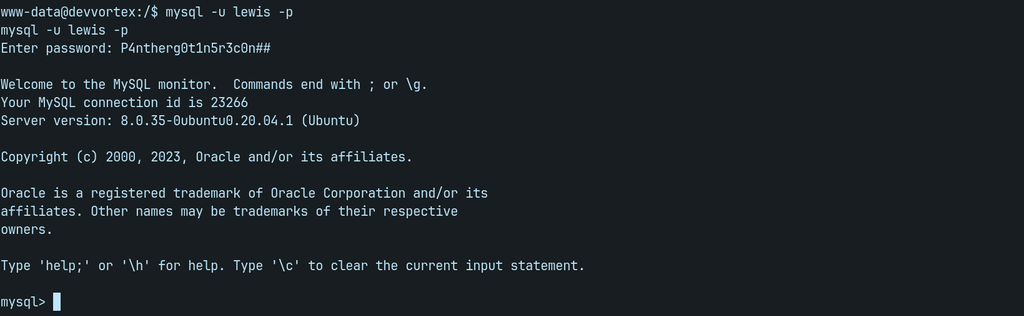 www-data@devvortex:/$ mysql -u lewis -p
mysql -u lewis -p
Enter password: P4ntherg0t1n5r3c0n##
Welcome to the MySQL monitor.  Commands end with ; or \g.
Your MySQL connection id is 23266
Server version: 8.0.35-0ubuntu0.20.04.1 (Ubuntu)
Copyright (c) 2000, 2023, Oracle and/or its affiliates.
Oracle is a registered trademark of Oracle Corporation and/or its
affiliates. Other names may be trademarks of their respective
owners.
Type 'help;' or '\h' for help. Type '\c' to clear the current input statement.
mysql>